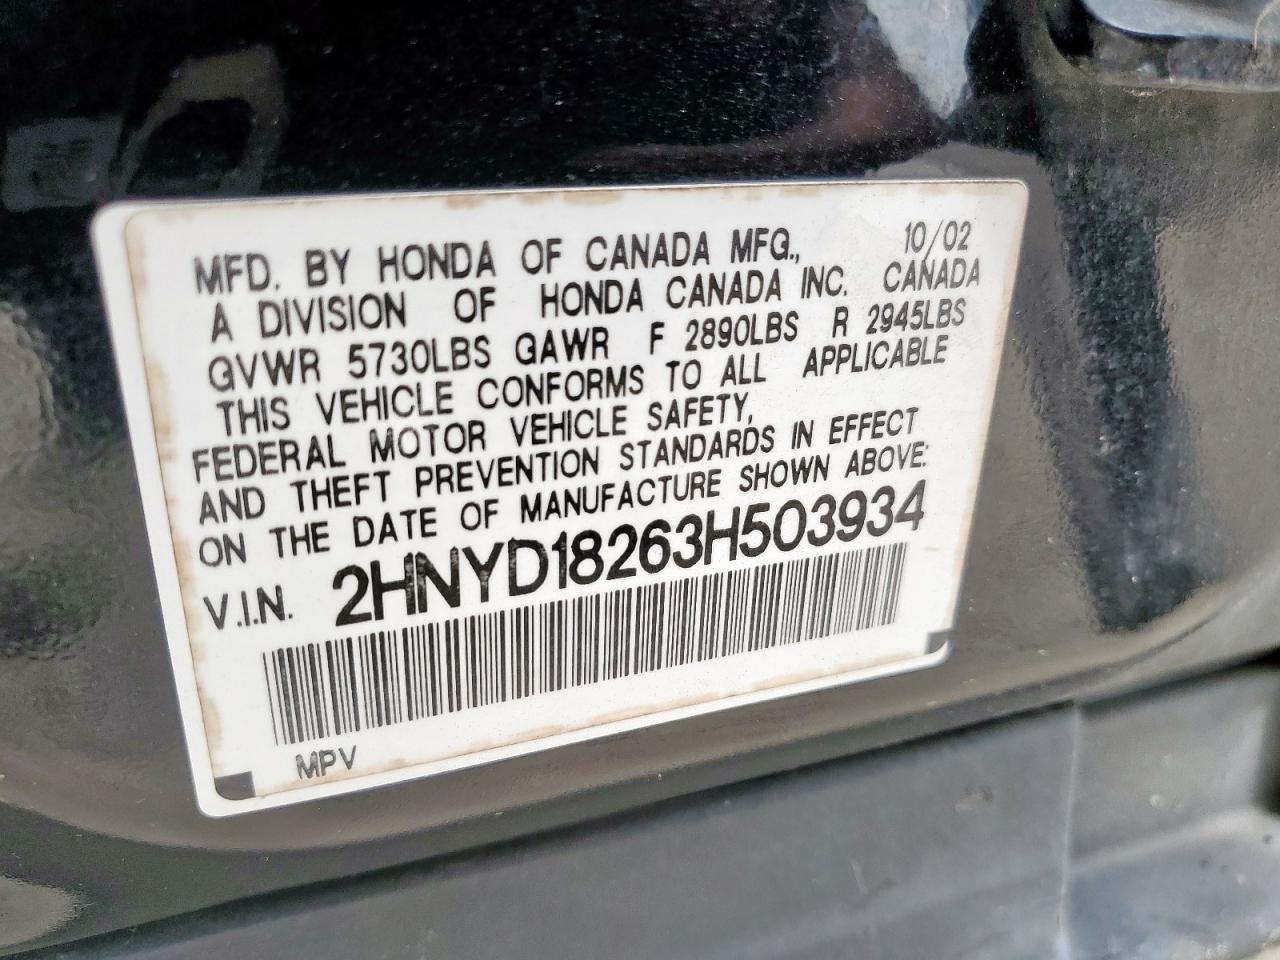 MFD. BY HONDA OF CANADA MFG., 10/02
A DIVISION OF HONDA CANADA INC. CANADA
GVWR 5730LBS GAWR F 2890LBS R 2945LBS
THIS VEHICLE CONFORMS TO ALL APPLICABLE
FEDERAL MOTOR VEHICLE SAFETY,
AND THEFT PREVENTION STANDARDS IN EFFECT
ON THE DATE OF MANUFACTURE SHOWN ABOVE:
V.I.N. 2HNYD18263H503934
MPV